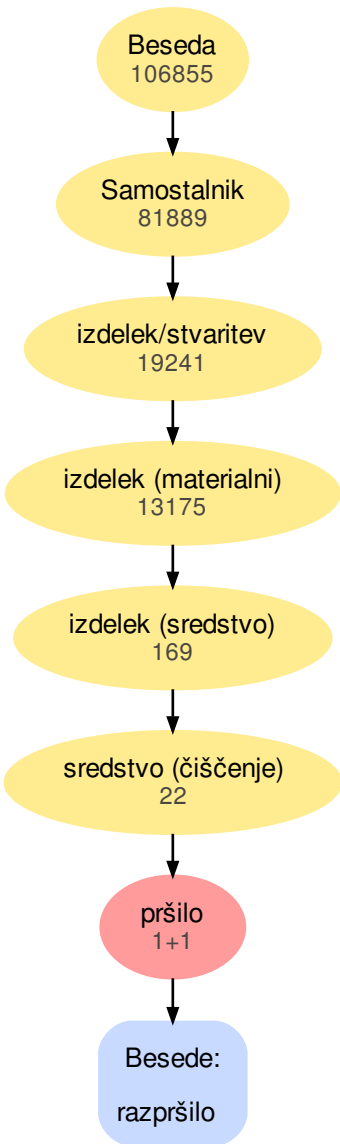 Beseda
106855
Samostalnik
81889
izdelek/stvaritev
19241
izdelek (materialni)
13175
izdelek (sredstvo)
169
sredstvo (čiščenje)
22
pršilo
1+1
Besede:
razpršilo